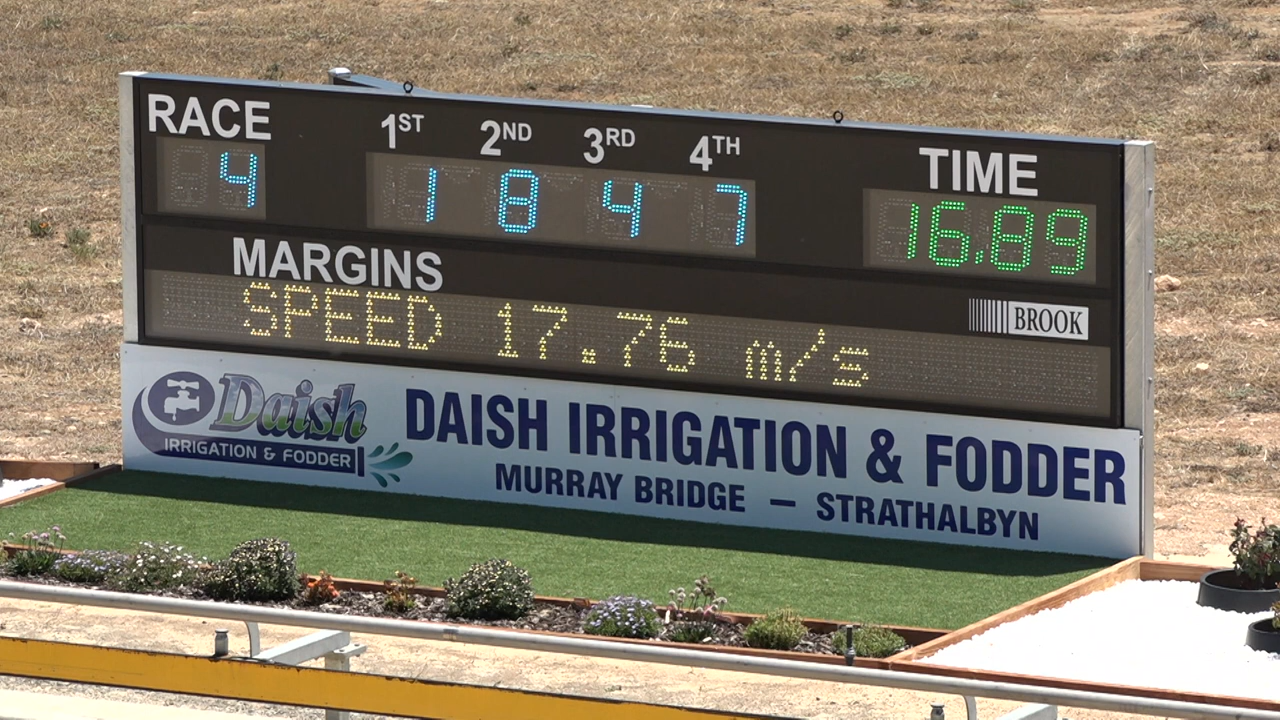 RACE 1ST 2ND 3RD 4TH TIME
4 1 8 4 7 16.89
MARGINS
BROOK
SPEED 17.76 m/s
Daish
IRRIGATION & FODDER
DAISH IRRIGATION & FODDER
MURRAY BRIDGE — STRATHALBYN